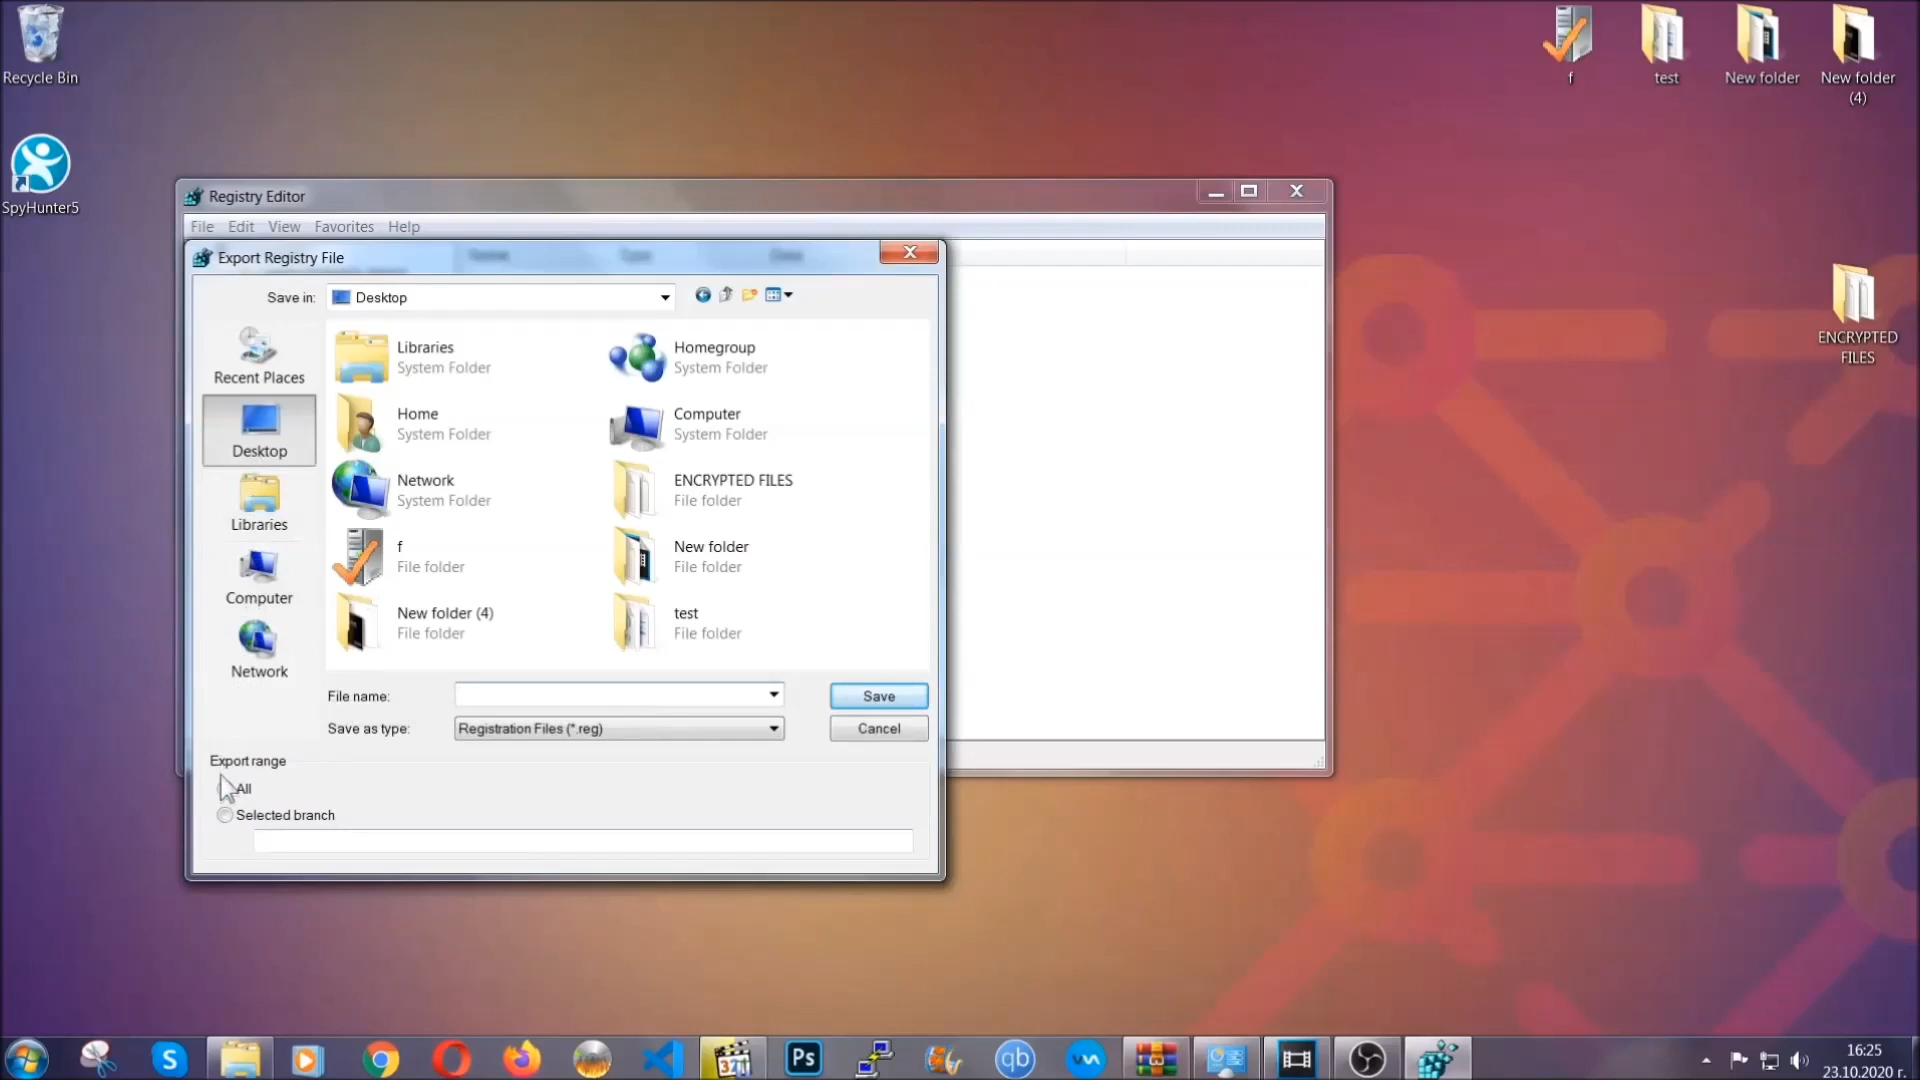 Recycle Bin
SpyHunter5
f
test
New folder
New folder
(4)
ENCRYPTED
FILES
Registry Editor
File Edit View Favorites Help
Export Registry File
Save in: Desktop
Recent Places
Desktop
Libraries
Computer
Network
Libraries
System Folder
Homegroup
System Folder
Home
System Folder
Computer
System Folder
Network
System Folder
ENCRYPTED FILES
File folder
f
File folder
New folder
File folder
New folder (4)
File folder
test
File folder
File name:
Save
Save as type: Registration Files (*.reg)
Cancel
Export range
All
Selected branch
S
321
Ps
qb
16:25
23.10.2020 г.